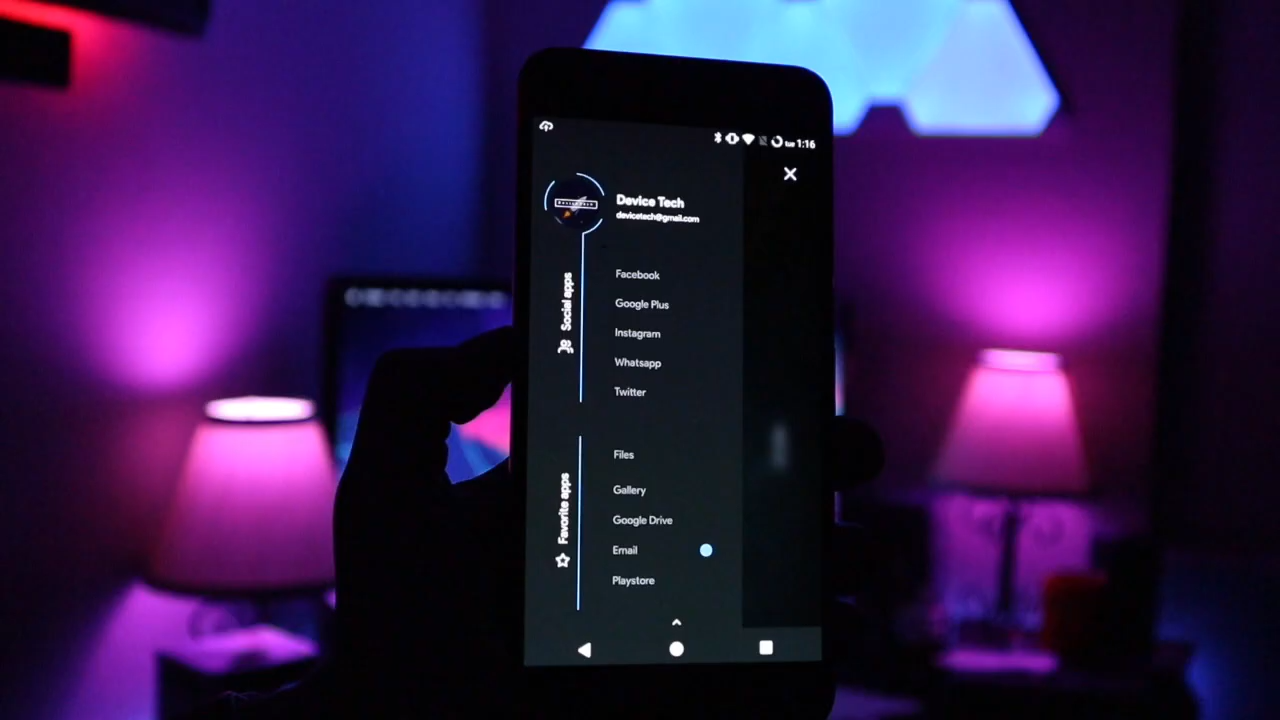 tue 1:16
Device Tech
devicetech@gmail.com
Social apps
Facebook
Google Plus
Instagram
Whatsapp
Twitter
Favorite apps
Files
Gallery
Google Drive
Email
Playstore